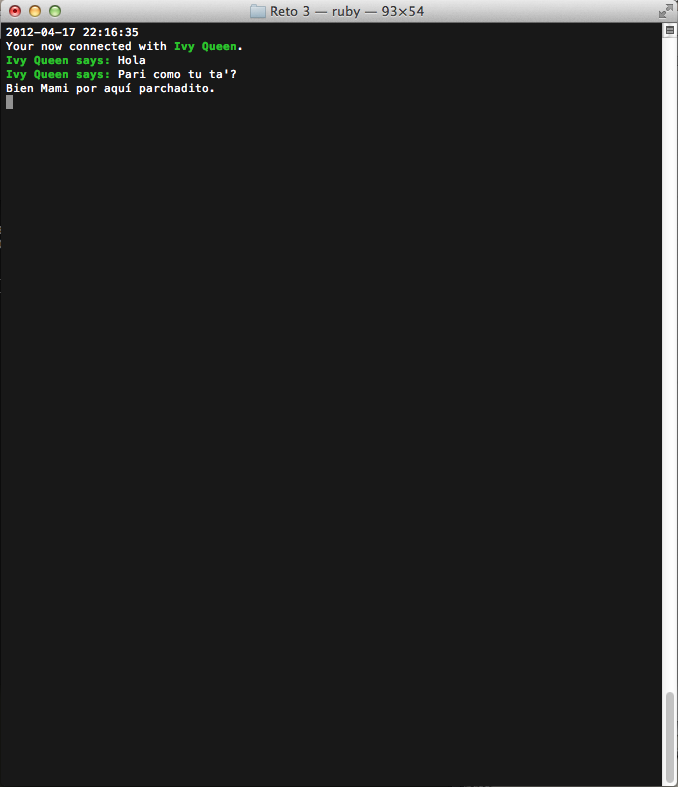 Reto 3 — ruby — 93×54
2012-04-17 22:16:35
Your now connected with Ivy Queen.
Ivy Queen says: Hola
Ivy Queen says: Pari como tu ta'?
Bien Mami por aquí parchadito.